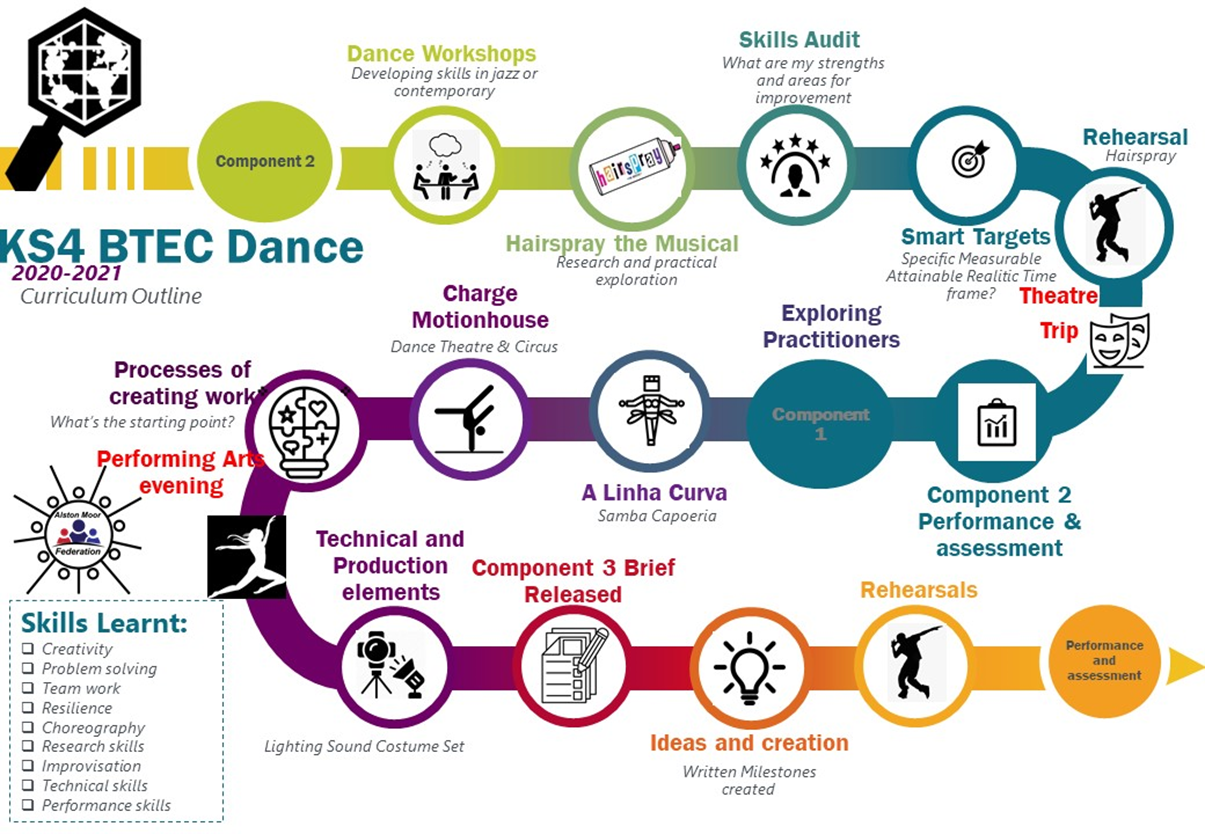 Component 2
Dance Workshops
Developing skills in jazz or
contemporary
hairspray
Hairspray the Musical
Research and practical
exploration
Skills Audit
What are my strengths
and areas for
improvement
Smart Targets
Specific Measurable
Attainable Realitic Time
frame?
Rehearsal
Hairspray
KS4 BTEC Dance
2020-2021
Curriculum Outline
Theatre
Trip
Component 2
Performance &
assessment
Exploring
Practitioners
Component
1
A Linha Curva
Samba Capoeria
Charge
Motionhouse
Dance Theatre & Circus
Processes of
creating work
What's the starting point?
Performing Arts
evening
Alston Moor
Federation
Technical and
Production
elements
Lighting Sound Costume Set
Component 3 Brief
Released
Ideas and creation
Written Milestones
created
Rehearsals
Performance
and
assessment
Skills Learnt:
❑ Creativity
❑ Problem solving
❑ Team work
❑ Resilience
❑ Choreography
❑ Research skills
❑ Improvisation
❑ Technical skills
❑ Performance skills